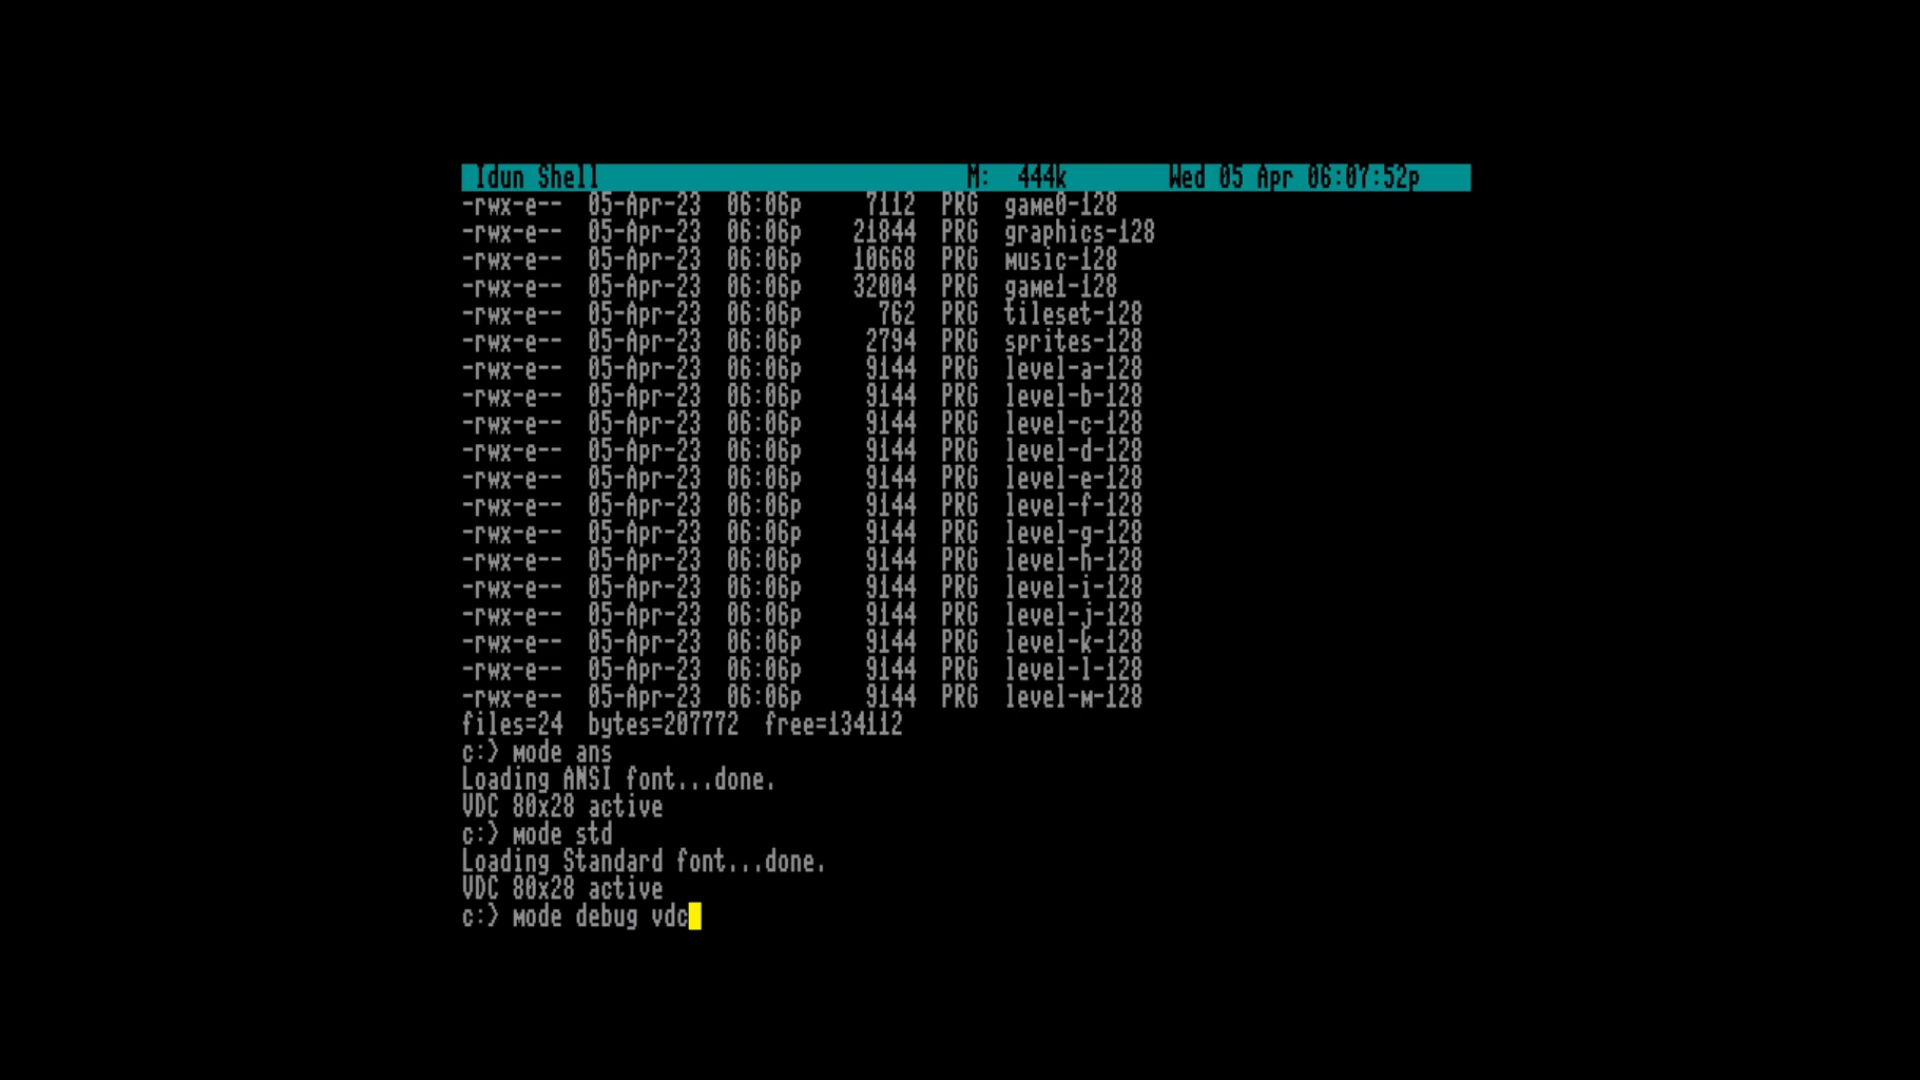 Idun Shell M: 444k Wed 05 Apr 06:07:52p
-rwx-e-- 05-Apr-23 06:06p 7112 PRG game0-128
-rwx-e-- 05-Apr-23 06:06p 21844 PRG graphics-128
-rwx-e-- 05-Apr-23 06:06p 10668 PRG music-128
-rwx-e-- 05-Apr-23 06:06p 32004 PRG game1-128
-rwx-e-- 05-Apr-23 06:06p 762 PRG tileset-128
-rwx-e-- 05-Apr-23 06:06p 2794 PRG sprites-128
-rwx-e-- 05-Apr-23 06:06p 9144 PRG level-a-128
-rwx-e-- 05-Apr-23 06:06p 9144 PRG level-b-128
-rwx-e-- 05-Apr-23 06:06p 9144 PRG level-c-128
-rwx-e-- 05-Apr-23 06:06p 9144 PRG level-d-128
-rwx-e-- 05-Apr-23 06:06p 9144 PRG level-e-128
-rwx-e-- 05-Apr-23 06:06p 9144 PRG level-f-128
-rwx-e-- 05-Apr-23 06:06p 9144 PRG level-g-128
-rwx-e-- 05-Apr-23 06:06p 9144 PRG level-h-128
-rwx-e-- 05-Apr-23 06:06p 9144 PRG level-i-128
-rwx-e-- 05-Apr-23 06:06p 9144 PRG level-j-128
-rwx-e-- 05-Apr-23 06:06p 9144 PRG level-k-128
-rwx-e-- 05-Apr-23 06:06p 9144 PRG level-l-128
-rwx-e-- 05-Apr-23 06:06p 9144 PRG level-m-128
files=24 bytes=207772 free=134112
c:> mode ans
Loading ANSI font...done.
VDC 80x28 active
c:> mode std
Loading Standard font...done.
VDC 80x28 active
c:> mode debug vdc